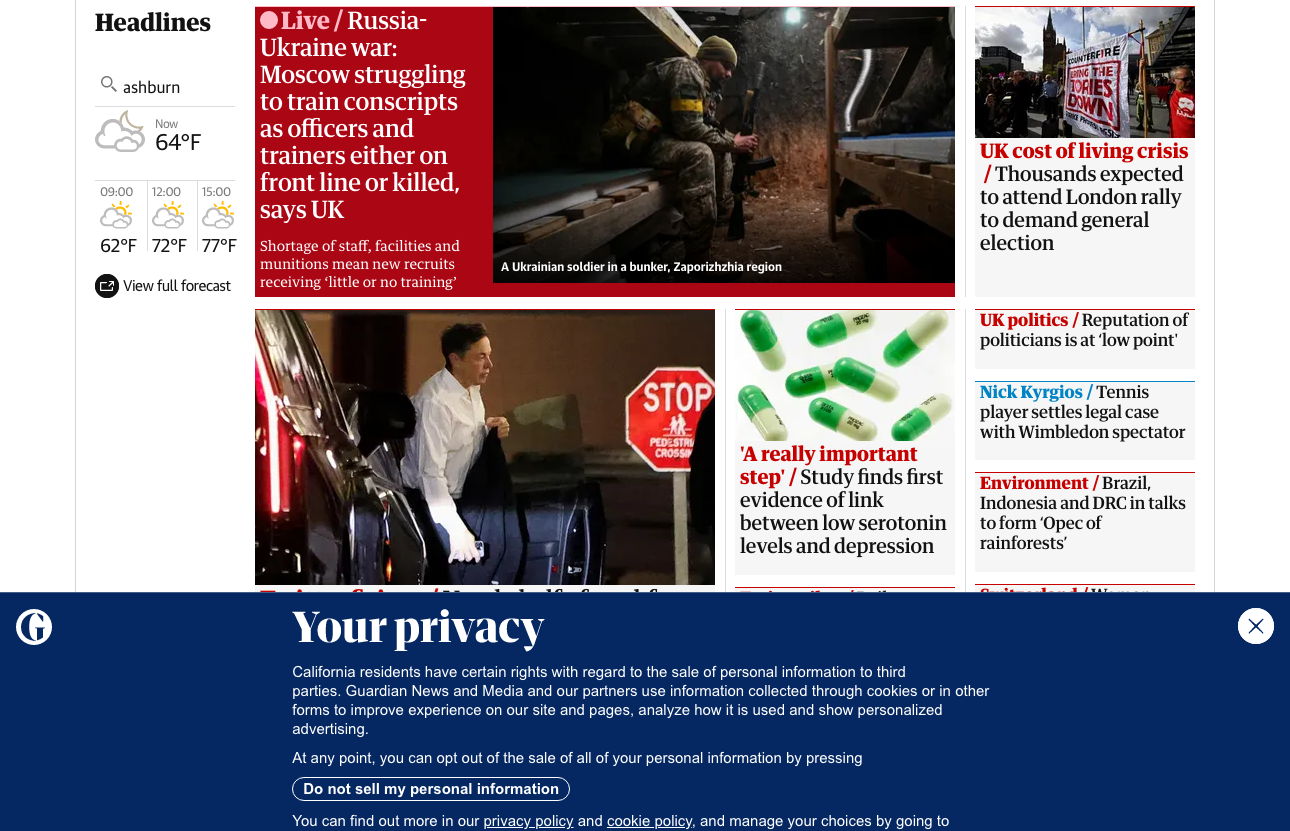 Headlines
ashburn
Now
64°F
09:00
12:00
15:00
62°F
72°F
77°F
View full forecast
Live / Russia-
Ukraine war:
Moscow struggling
to train conscripts
as officers and
trainers either on
front line or killed,
says UK
Shortage of staff, facilities and
munitions mean new recruits
receiving ‘little or no training’
A Ukrainian soldier in a bunker, Zaporizhzhia region
COUNTERFIRE
BRING THE
TORIES
DOWN
UK cost of living crisis
/ Thousands expected
to attend London rally
to demand general
election
STOP
PEDESTRIAN
CROSSING
'A really important
step' / Study finds first
evidence of link
between low serotonin
levels and depression
UK politics / Reputation of
politicians is at ‘low point'
Nick Kyrgios / Tennis
player settles legal case
with Wimbledon spectator
Environment / Brazil,
Indonesia and DRC in talks
to form ‘Opec of
rainforests’
G
Your privacy
California residents have certain rights with regard to the sale of personal information to third
parties. Guardian News and Media and our partners use information collected through cookies or in other
forms to improve experience on our site and pages, analyze how it is used and show personalized
advertising.
At any point, you can opt out of the sale of all of your personal information by pressing
Do not sell my personal information
You can find out more in our privacy policy and cookie policy, and manage your choices by going to